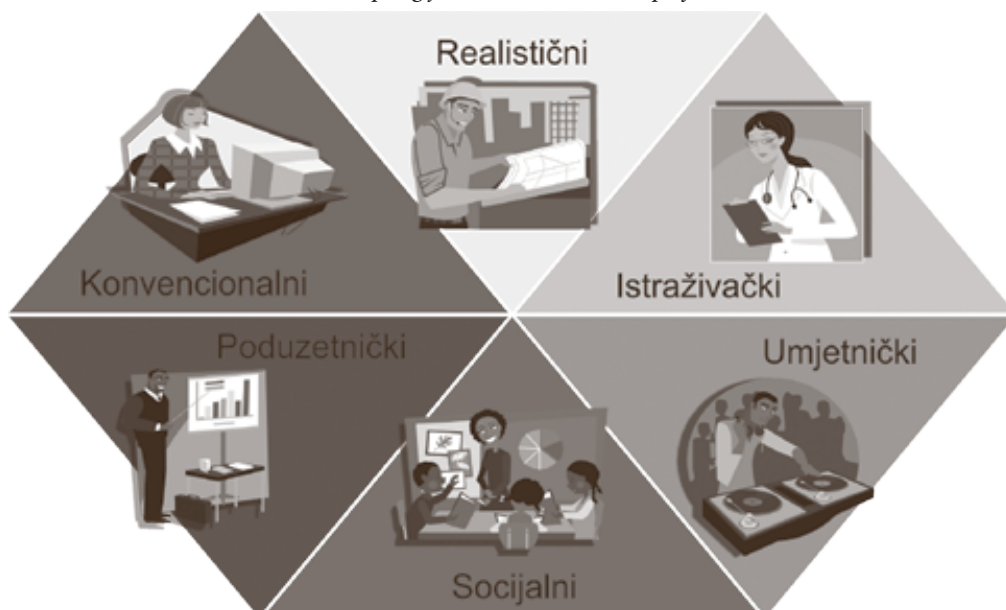 Realistični
Konvencionalni
Istraživački
Poduzetnički
Umjetnički
Socijalni